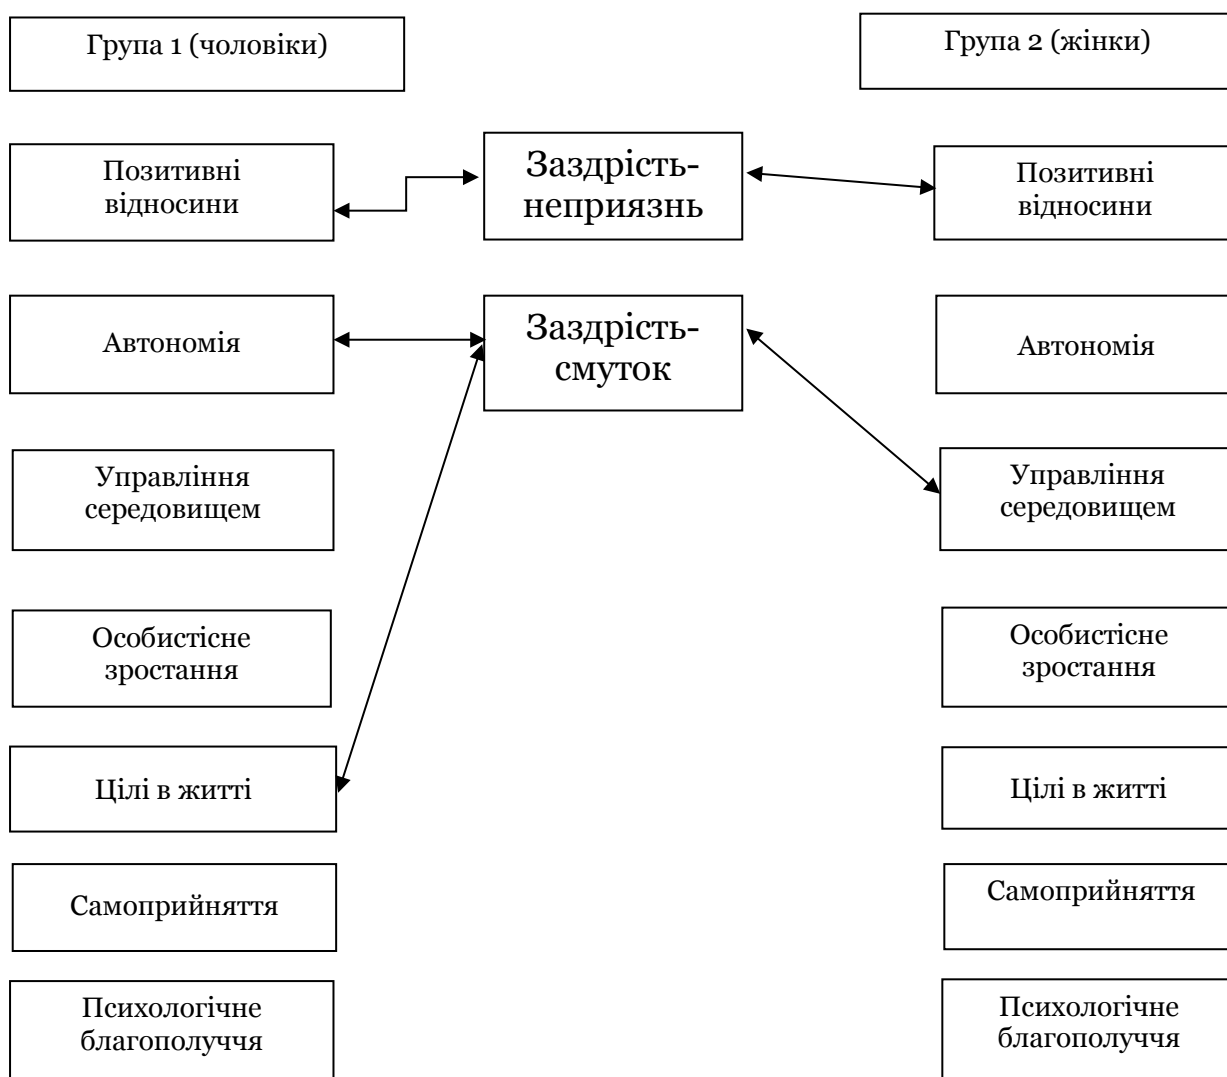 Група 1 (чоловіки)
Група 2 (жінки)
Позитивні
відносини
Заздрість-
неприязнь
Позитивні
відносини
Автономія
Заздрість-
смуток
Автономія
Управління
середовищем
Управління
середовищем
Особистісне
зростання
Особистісне
зростання
Цілі в житті
Цілі в житті
Самоприйняття
Самоприйняття
Психологічне
благополуччя
Психологічне
благополуччя